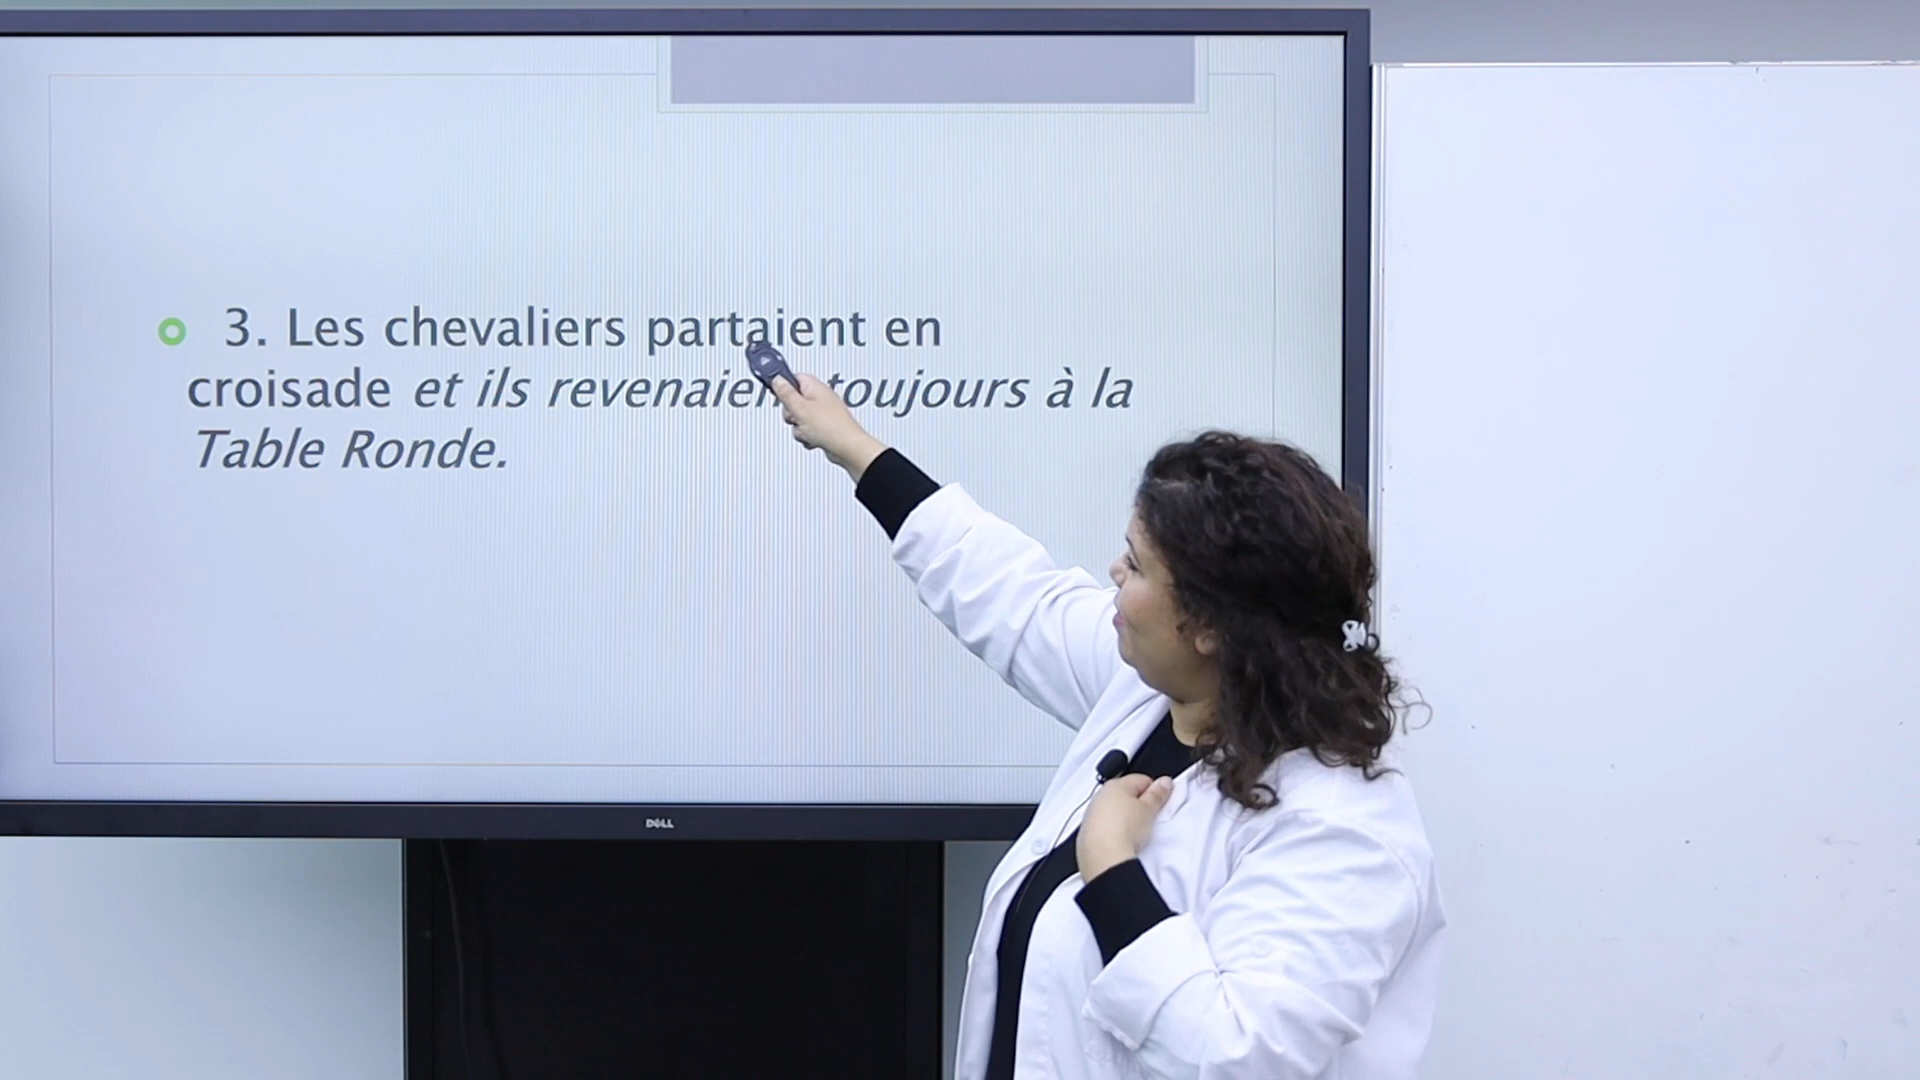 3. Les chevaliers partaient en
croisade et ils revenaient toujours à la
Table Ronde.
DELL